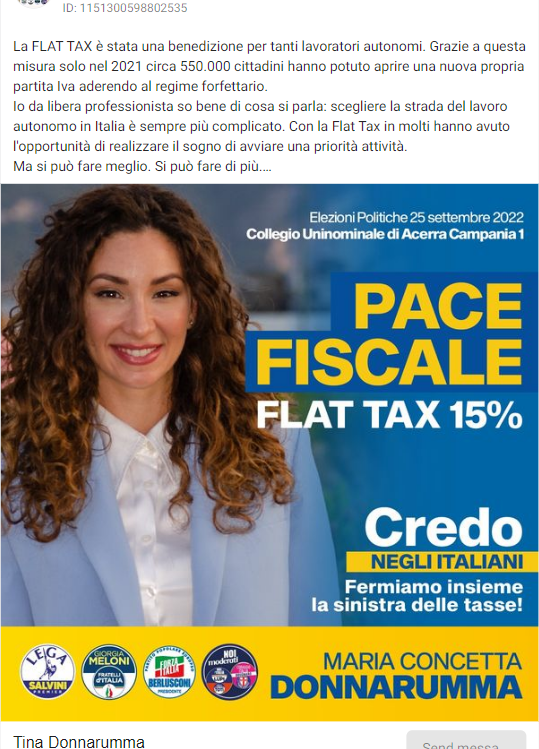 ID: 1151300598802535
La FLAT TAX è stata una benedizione per tanti lavoratori autonomi. Grazie a questa
misura solo nel 2021 circa 550.000 cittadini hanno potuto aprire una nuova propria
partita Iva aderendo al regime forfettario.
Io da libera professionista so bene di cosa si parla: scegliere la strada del lavoro
autonomo in Italia è sempre più complicato. Con la Flat Tax in molti hanno avuto
l'opportunità di realizzare il sogno di avviare una priorità attività.
Ma si può fare meglio. Si può fare di più....
Elezioni Politiche 25 settembre 2022
Collegio Uninominale di Acerra Campania 1
PACE
FISCALE
FLAT TAX 15%
Credo
NEGLI ITALIANI
Fermiamo insieme
la sinistra delle tasse!
LEGA
SALVINI
PREMIER
GIORGIA
MELONI
FRATELLI
d'ITALIA
PARTITO POPOLARE EUROPEO
FORZA
ITALIA
BERLUSCONI
PRESIDENTE
NOI
moderati
MARIA CONCETTA
DONNARUMMA
Tina Donnarumma
Send messa